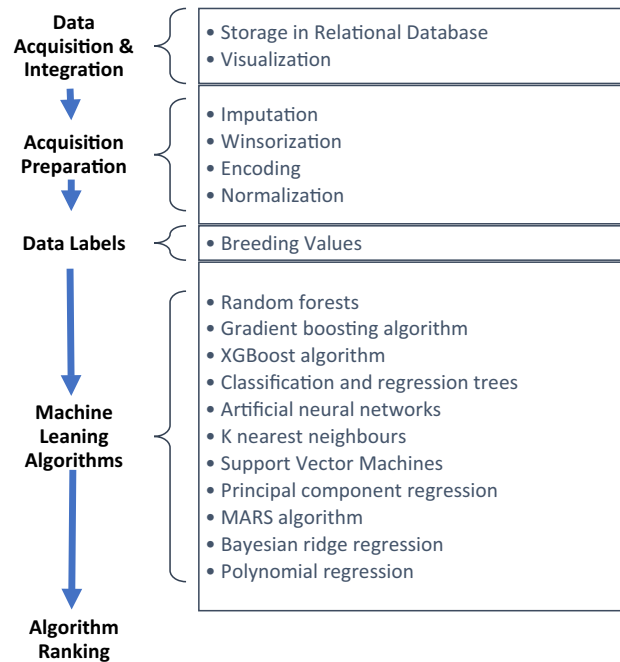 Data
Acquisition &
Integration
• Storage in Relational Database
• Visualization
Acquisition
Preparation
• Imputation
• Winsorization
• Encoding
• Normalization
Data Labels
• Breeding Values
Machine
Leaning
Algorithms
• Random forests
• Gradient boosting algorithm
• XGBoost algorithm
• Classification and regression trees
• Artificial neural networks
• K nearest neighbours
• Support Vector Machines
• Principal component regression
• MARS algorithm
• Bayesian ridge regression
• Polynomial regression
Algorithm
Ranking